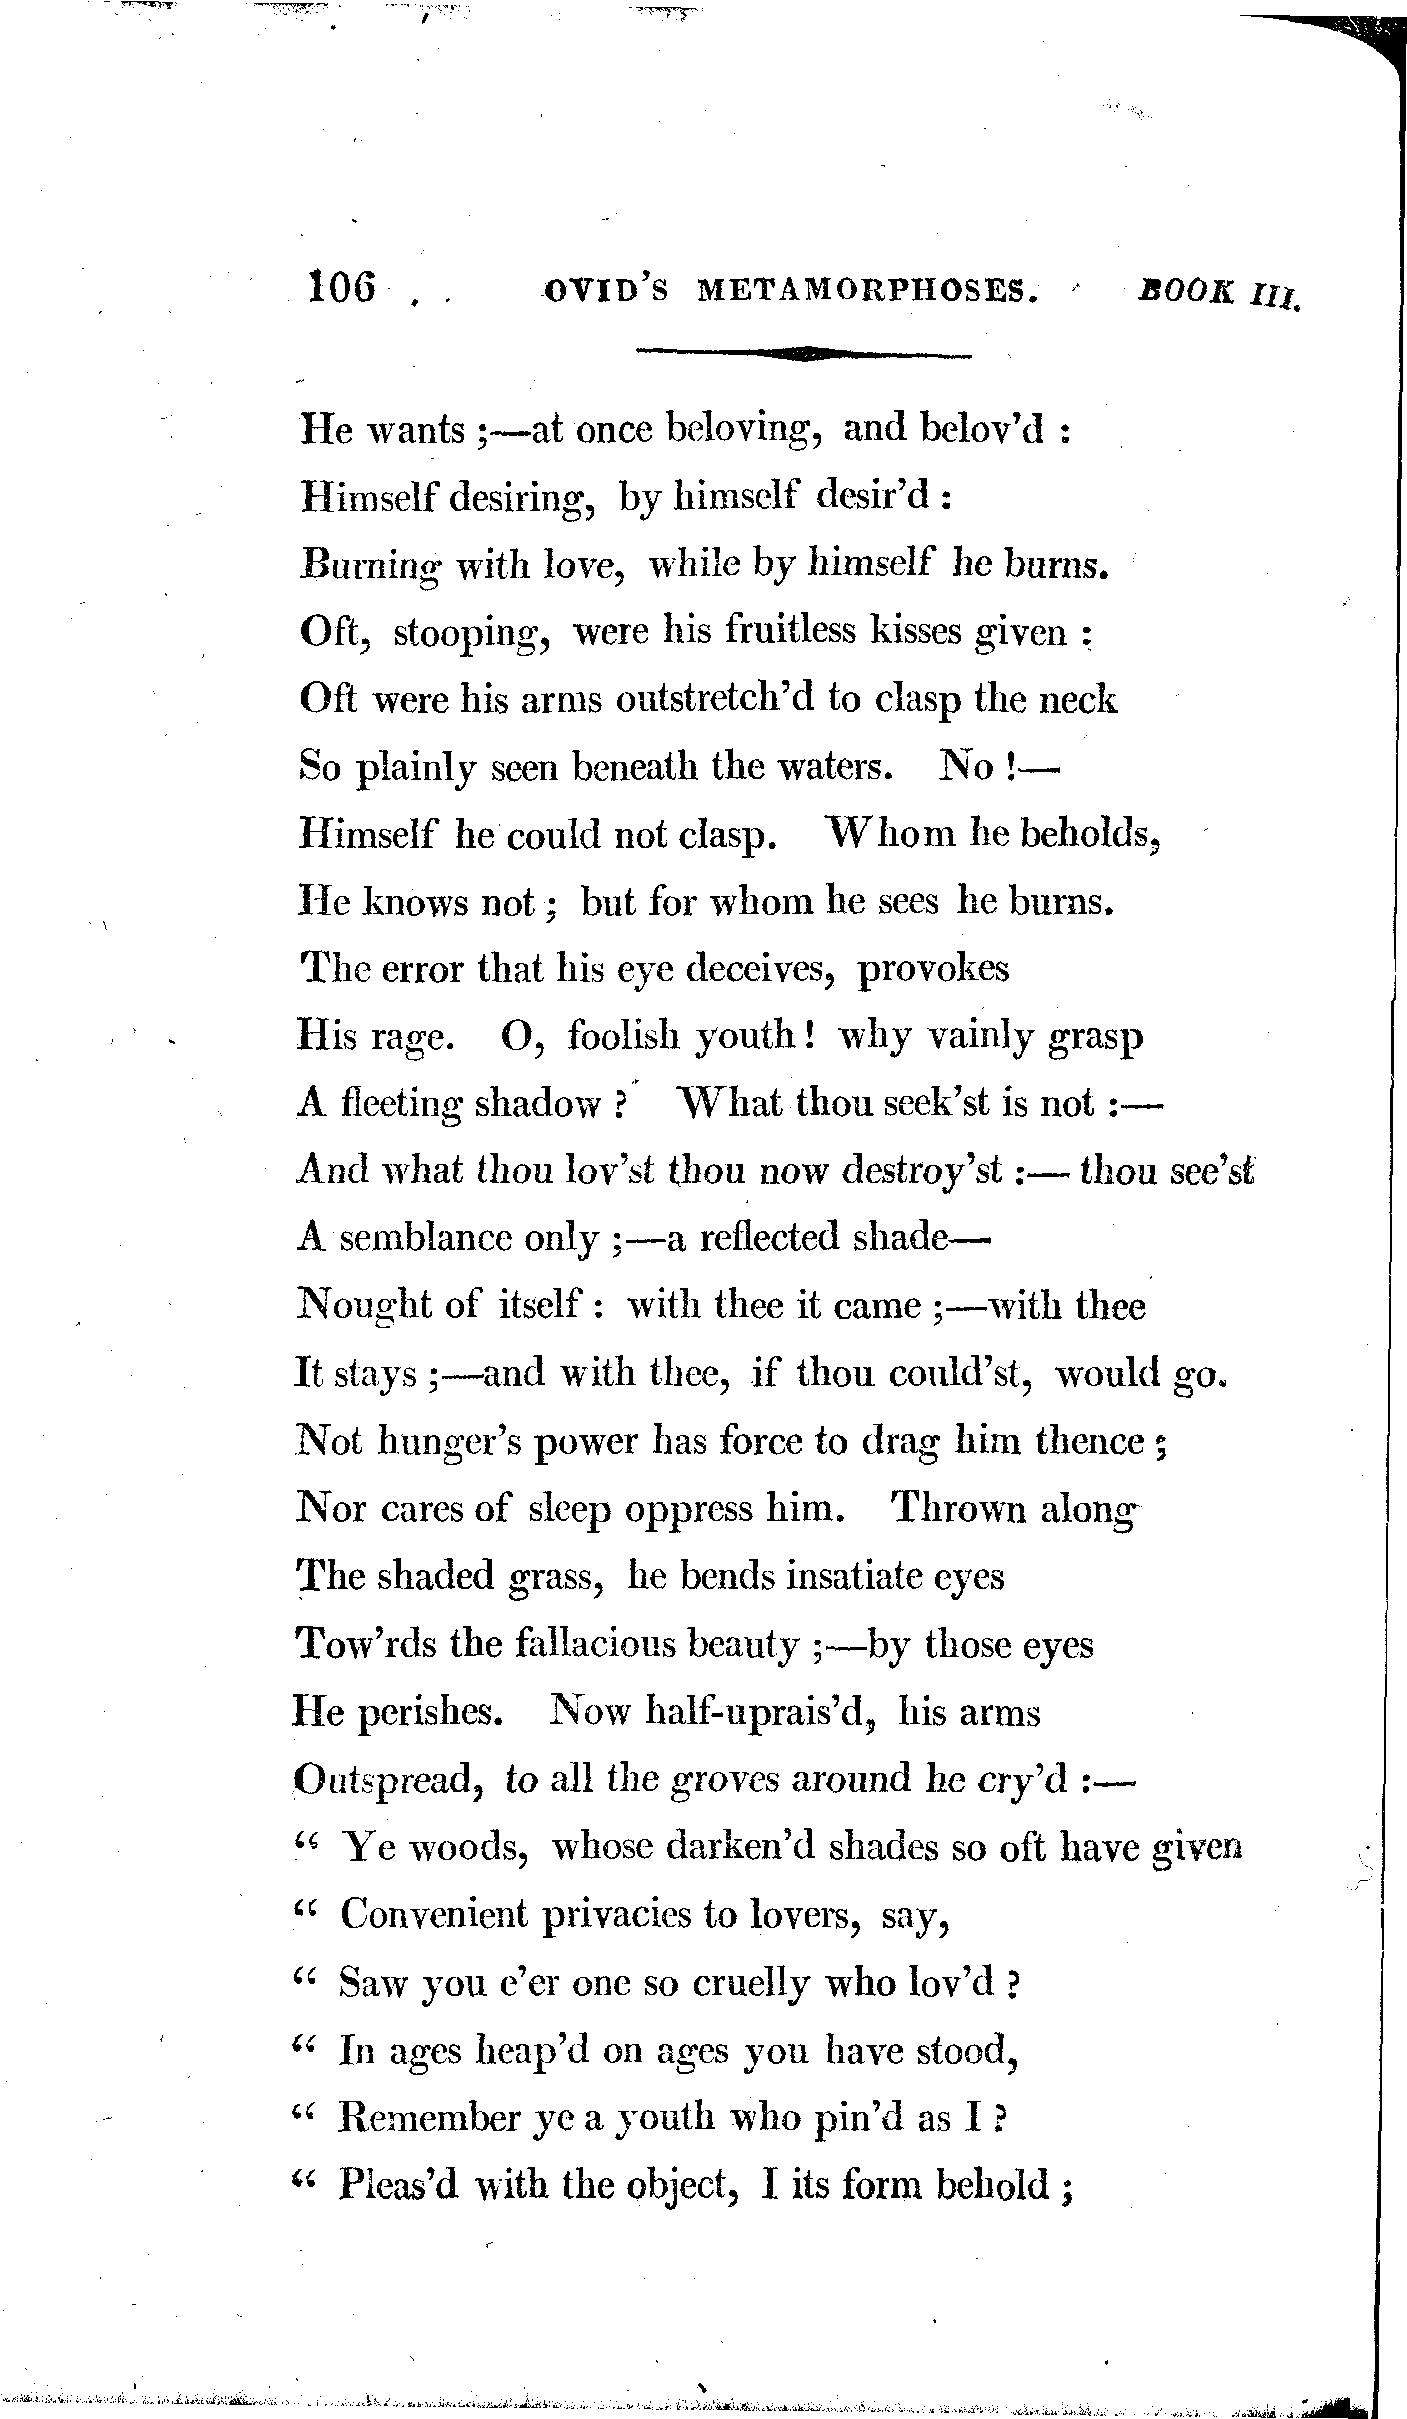 106 OVID'S METAMORPHOSES. BOOK III.
He wants ;—at once beloving, and belov'd :
Himself desiring, by himself desir'd :
Burning with love, while by himself he burns.
Oft, stooping, were his fruitless kisses given :
Oft were his arms outstretch'd to clasp the neck
So plainly seen beneath the waters. No !—
Himself he could not clasp. Whom he beholds,
He knows not ; but for whom he sees he burns.
The error that his eye deceives, provokes
His rage. O, foolish youth ! why vainly grasp
A fleeting shadow ? What thou seek'st is not :—
And what thou lov'st thou now destroy'st :— thou see'st
A semblance only ;—a reflected shade—
Nought of itself : with thee it came ;—with thee
It stays ;—and with thee, if thou could'st, would go.
Not hunger's power has force to drag him thence ;
Nor cares of sleep oppress him. Thrown along
The shaded grass, he bends insatiate eyes
Tow'rds the fallacious beauty ;—by those eyes
He perishes. Now half-uprais'd, his arms
Outspread, to all the groves around he cry'd :—
“ Ye woods, whose darken'd shades so oft have given
“ Convenient privacies to lovers, say,
“ Saw you e'er one so cruelly who lov'd ?
“ In ages heap'd on ages you have stood,
“ Remember ye a youth who pin'd as I ?
“ Pleas'd with the object, I its form behold ;